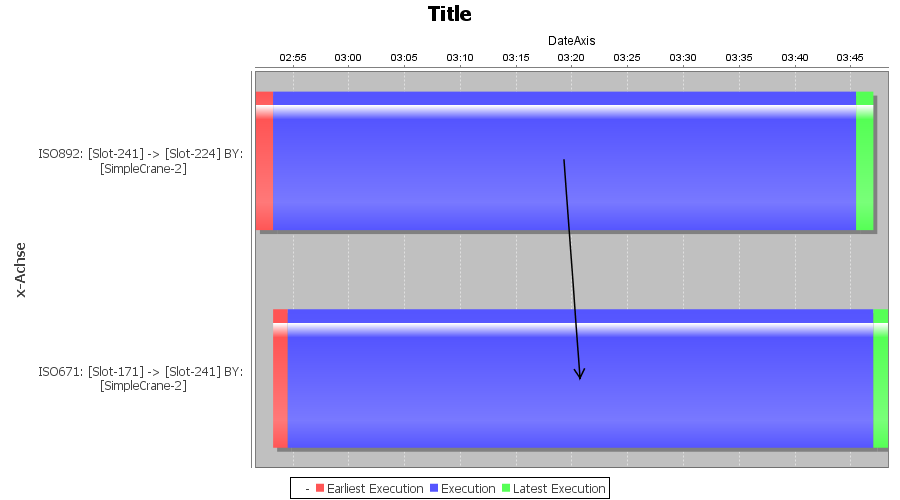 Title
DateAxis
02:55 03:00 03:05 03:10 03:15 03:20 03:25 03:30 03:35 03:40 03:45
x-Achse
ISO892: [Slot-241] -> [Slot-224] BY:
[SimpleCrane-2]
ISO671: [Slot-171] -> [Slot-241] BY:
[SimpleCrane-2]
- Earliest Execution Execution Latest Execution